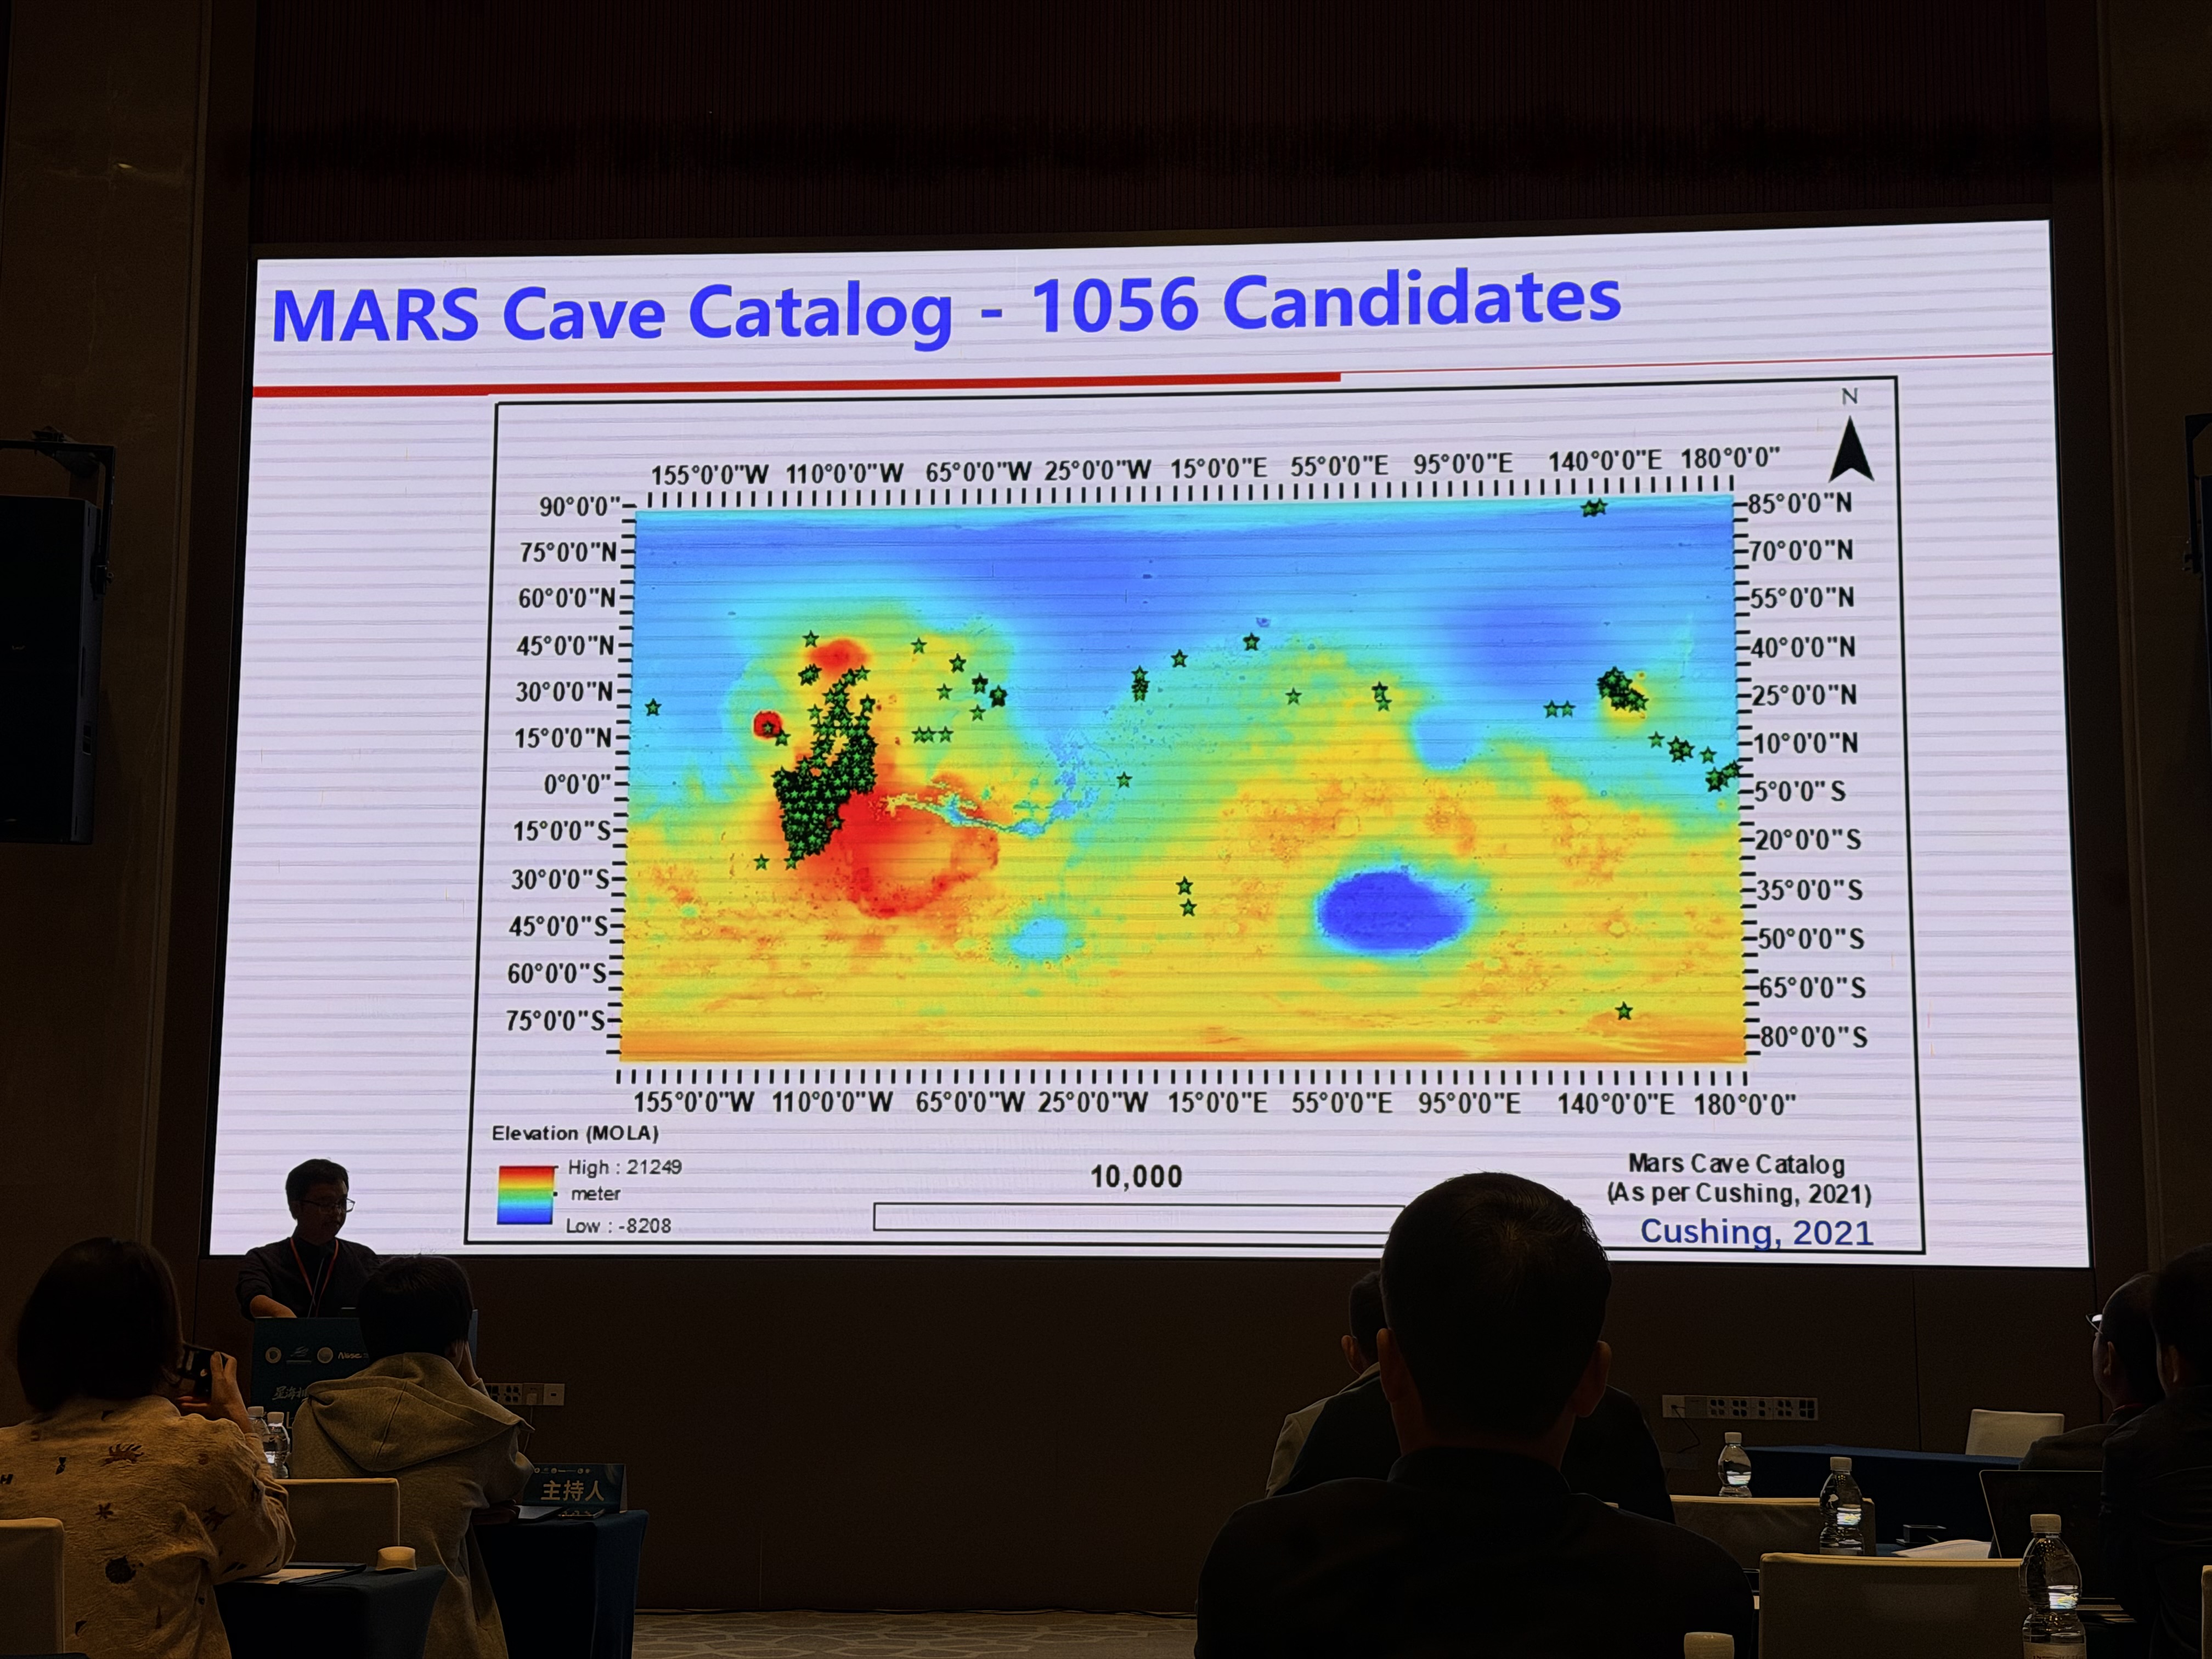 MARS Cave Catalog - 1056 Candidates
N
155°0'0"W 110°0'0"W 65°0'0"W 25°0'0"W 15°0'0"E 55°0'0"E 95°0'0"E 140°0'0"E 180°0'0"
90°0'0"
75°0'0"N
60°0'0"N
45°0'0"N
30°0'0"N
15°0'0"N
0°0'0"
15°0'0"S
30°0'0"S
45°0'0"S
60°0'0"S
75°0'0"S
85°0'0"N
70°0'0"N
55°0'0"N
40°0'0"N
25°0'0"N
10°0'0"N
5°0'0"S
20°0'0"S
35°0'0"S
50°0'0"S
65°0'0"S
80°0'0"S
155°0'0"W 110°0'0"W 65°0'0"W 25°0'0"W 15°0'0"E 55°0'0"E 95°0'0"E 140°0'0"E 180°0'0"
Elevation (MOLA)
High : 21249
meter
Low : -8208
10,000
Mars Cave Catalog
(As per Cushing, 2021)
Cushing, 2021
主持人